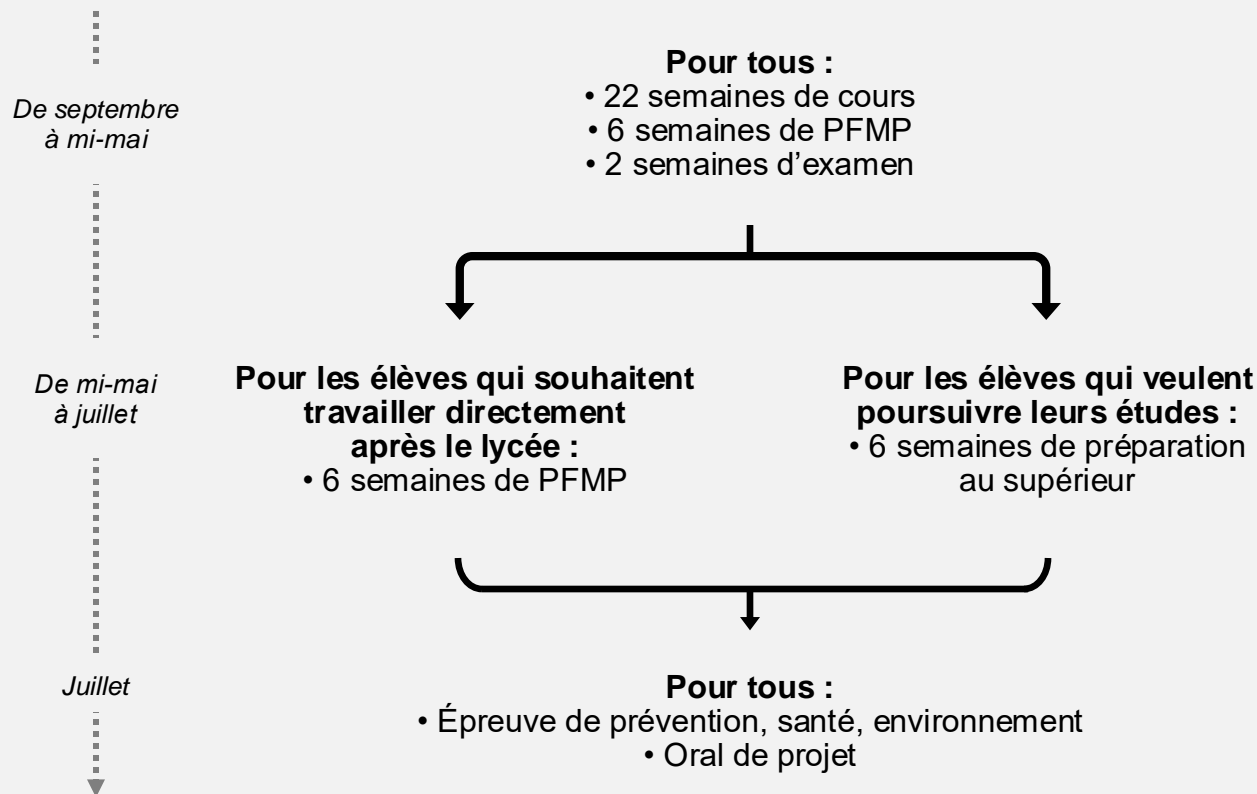 Pour tous :
• 22 semaines de cours
• 6 semaines de PFMP
• 2 semaines d’examen
De septembre
à mi-mai
De mi-mai
à juillet
Pour les élèves qui souhaitent
travailler directement
après le lycée :
• 6 semaines de PFMP
Pour les élèves qui veulent
poursuivre leurs études :
• 6 semaines de préparation
au supérieur
Juillet
Pour tous :
• Épreuve de prévention, santé, environnement
• Oral de projet